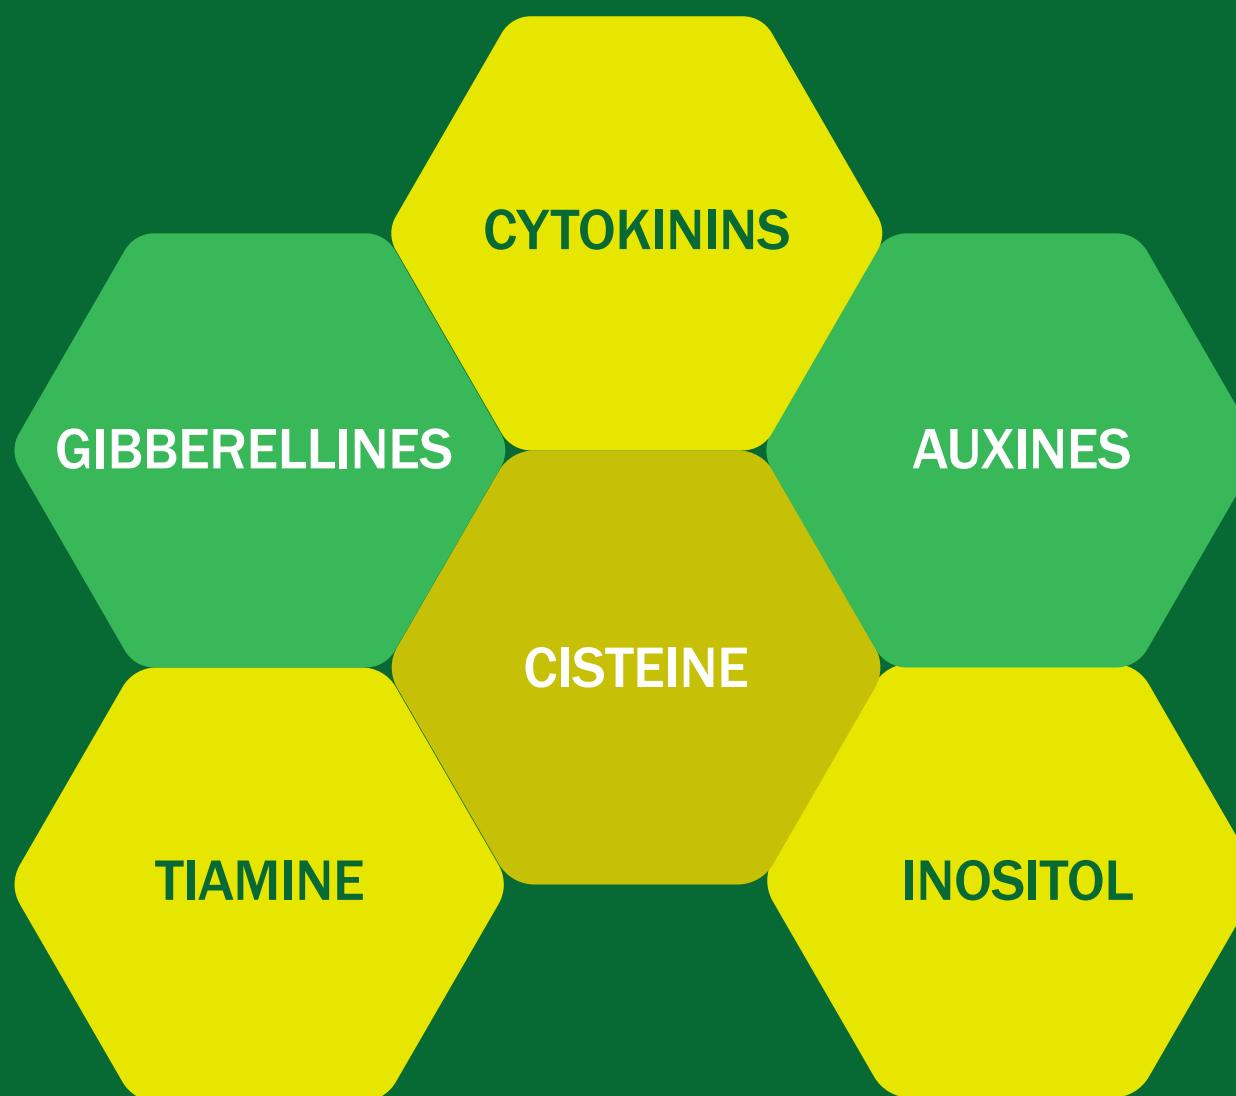 CYTOKININS
GIBBERELLINES
AUXINES
CISTEINE
TIAMINE
INOSITOL